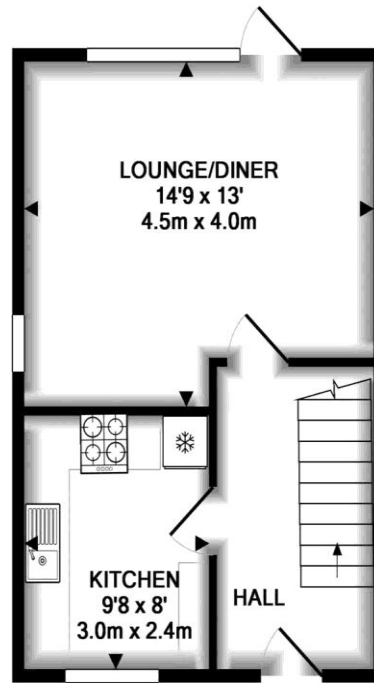 LOUNGE/DINER
14'9 x 13'
4.5m x 4.0m
KITCHEN
9'8 x 8'
3.0m x 2.4m
HALL